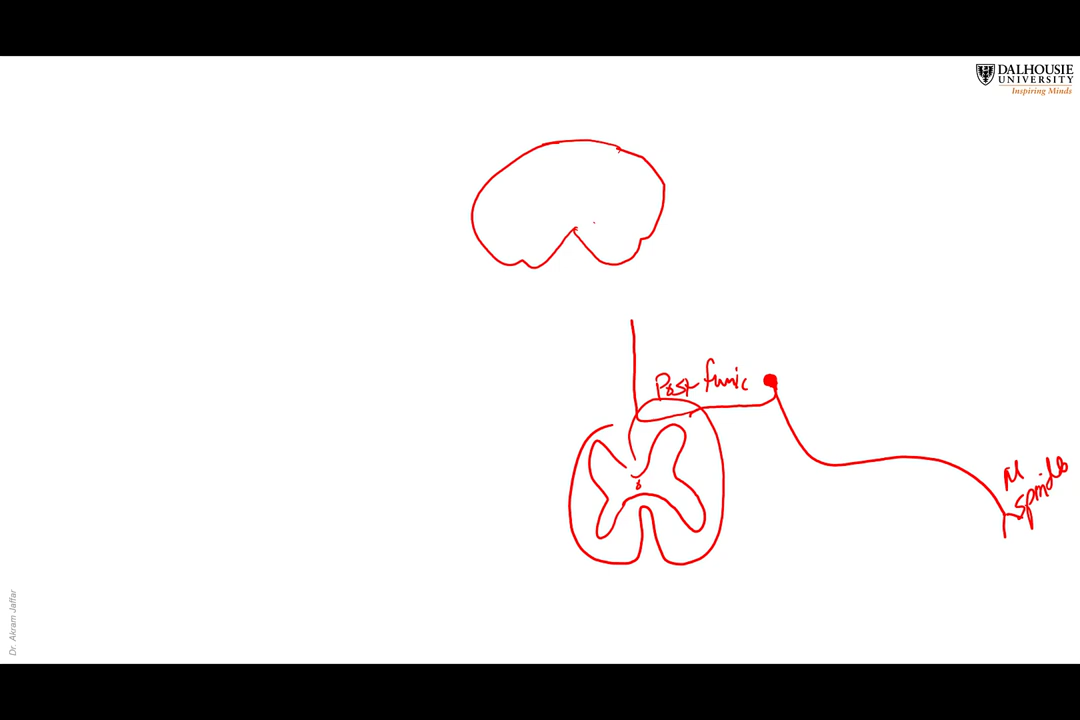 DALHOUSIE
UNIVERSITY
Inspiring Minds
Post funic
M
spindle
Dr. Akram Jaffar